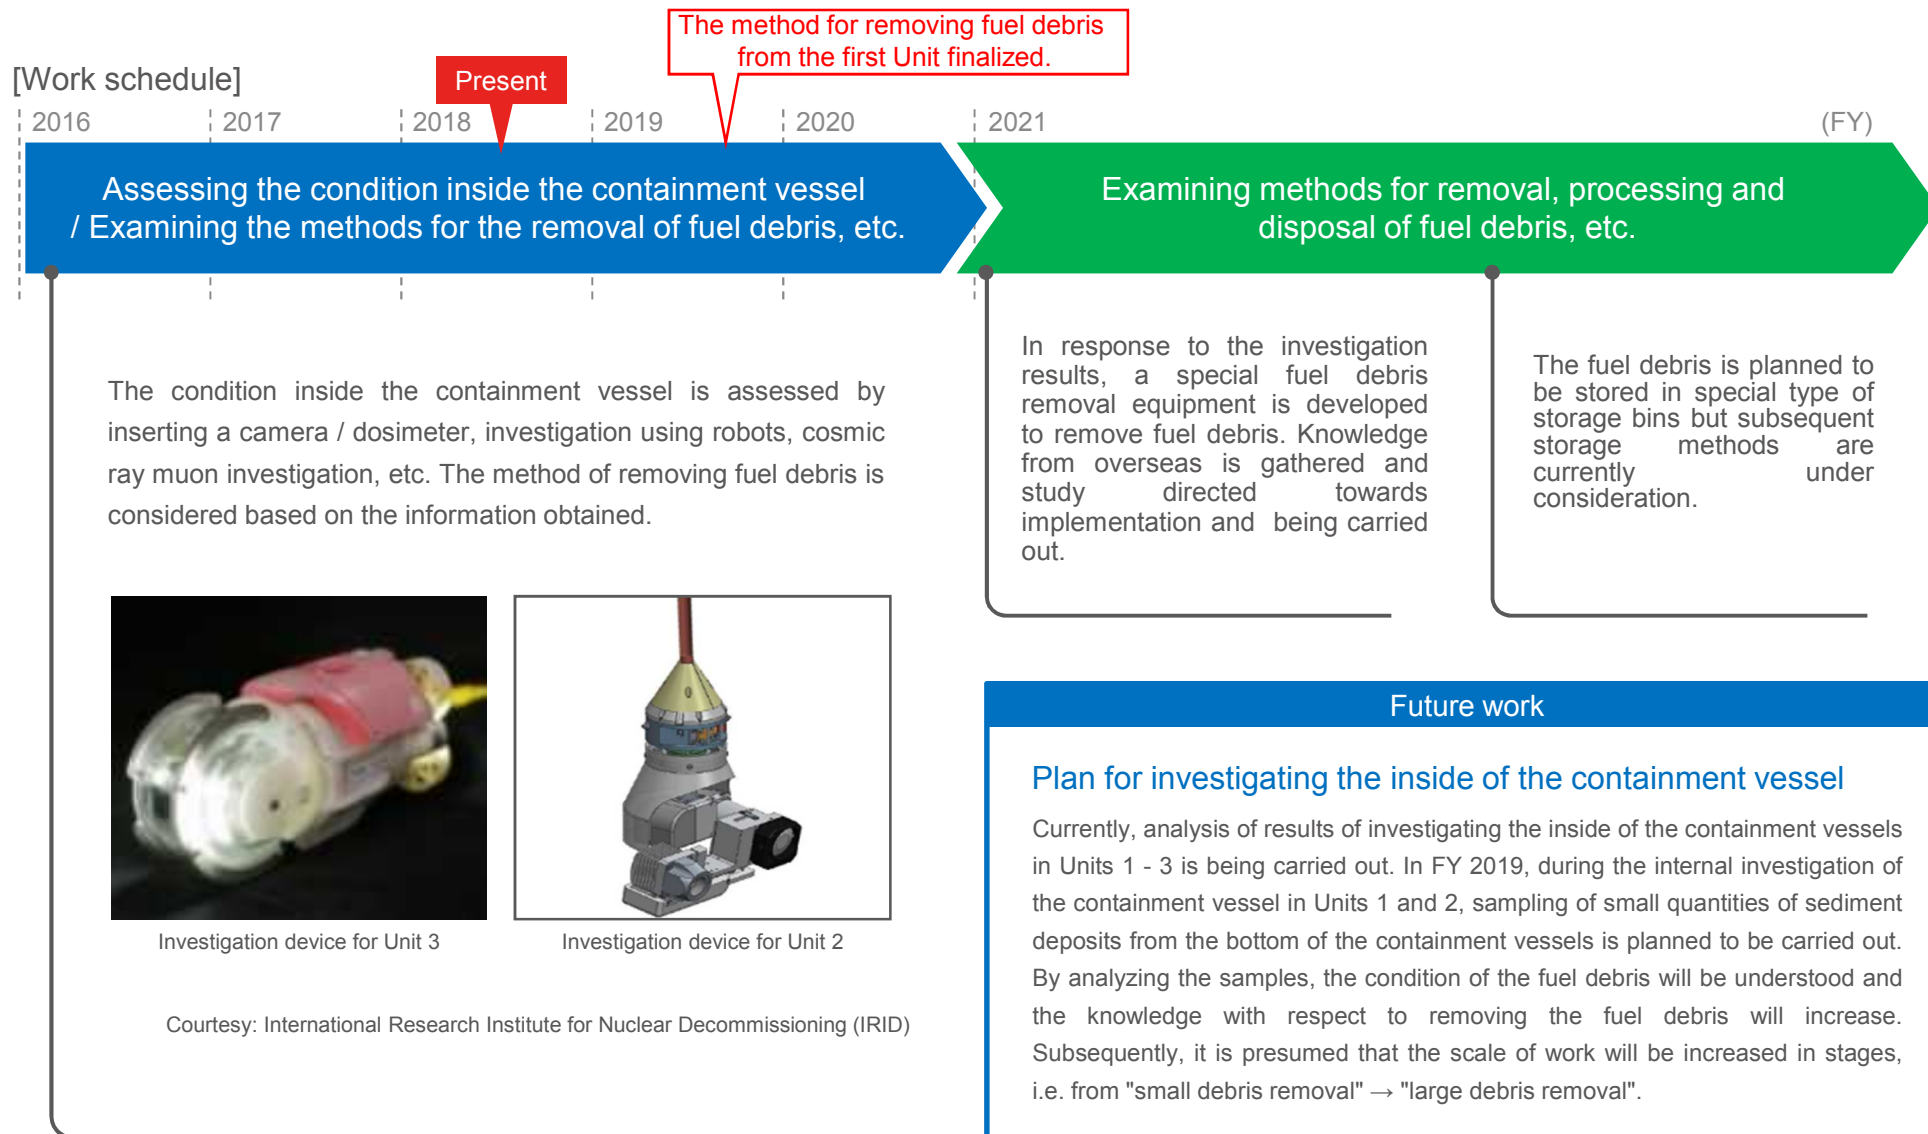 The method for removing fuel debris
from the first Unit finalized.
[Work schedule]
Present
2016
2017
2018
2019
2020
2021
(FY)
Assessing the condition inside the containment vessel
/ Examining the methods for the removal of fuel debris, etc.
Examining methods for removal, processing and
disposal of fuel debris, etc.
The condition inside the containment vessel is assessed by
inserting a camera / dosimeter, investigation using robots, cosmic
ray muon investigation, etc. The method of removing fuel debris is
considered based on the information obtained.
In response to the investigation
results, a special fuel debris
removal equipment is developed
to remove fuel debris. Knowledge
from overseas is gathered and
study directed towards
implementation and being carried
out.
The fuel debris is planned to
be stored in special type of
storage bins but subsequent
storage methods are
currently under
consideration.
Investigation device for Unit 3
Investigation device for Unit 2
Courtesy: International Research Institute for Nuclear Decommissioning (IRID)
Future work
Plan for investigating the inside of the containment vessel
Currently, analysis of results of investigating the inside of the containment vessels
in Units 1 - 3 is being carried out. In FY 2019, during the internal investigation of
the containment vessel in Units 1 and 2, sampling of small quantities of sediment
deposits from the bottom of the containment vessels is planned to be carried out.
By analyzing the samples, the condition of the fuel debris will be understood and
the knowledge with respect to removing the fuel debris will increase.
Subsequently, it is presumed that the scale of work will be increased in stages,
i.e. from "small debris removal" → "large debris removal".